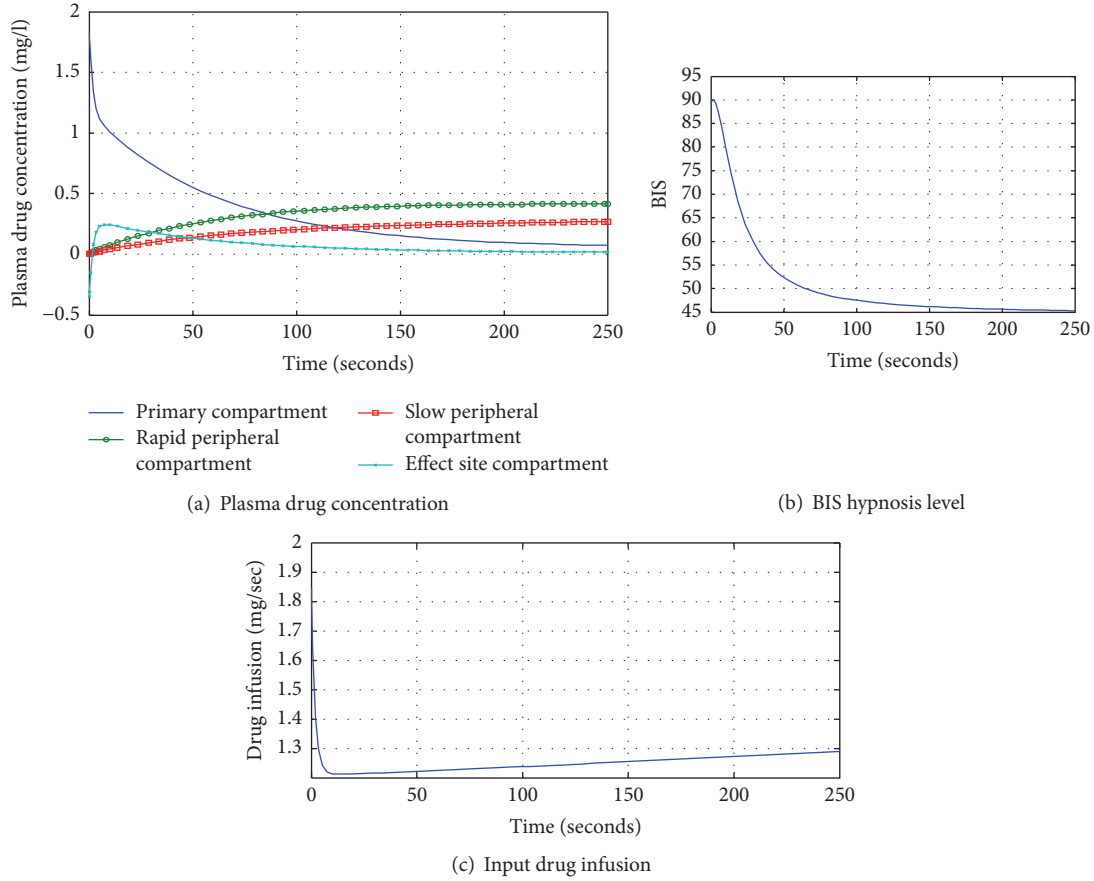 Plasma drug concentration (mg/l)
2
1.5
1
0.5
0
−0.5
0 50 100 150 200 250
Time (seconds)
Primary compartment
Rapid peripheral
compartment
Slow peripheral
compartment
Effect site compartment
(a) Plasma drug concentration
BIS
95
90
85
80
75
70
65
60
55
50
45
0 50 100 150 200 250
Time (seconds)
(b) BIS hypnosis level
Drug infusion (mg/sec)
2
1.9
1.8
1.7
1.6
1.5
1.4
1.3
0 50 100 150 200 250
Time (seconds)
(c) Input drug infusion